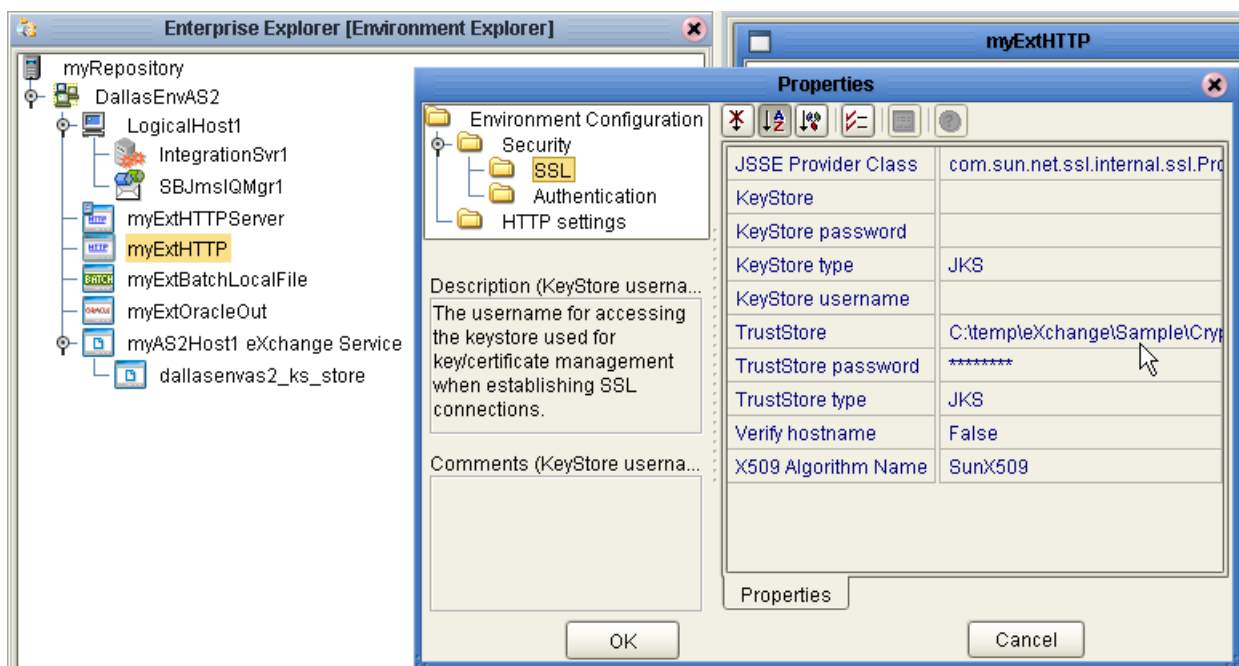 Enterprise Explorer [Environment Explorer]
myRepository
DallasEnvAS2
LogicalHost1
IntegrationSvr1
SBJmsIQMgr1
myExtHTTPServer
myExtHTTP
myExtBatchLocalFile
myExtOracleOut
myAS2Host1 eXchange Service
dallasenvas2_ks_store
myExtHTTP
Properties
Environment Configuration
Security
SSL
Authentication
HTTP settings
Description (KeyStore userna...
The username for accessing
the keystore used for
key/certificate management
when establishing SSL
connections.
Comments (KeyStore userna...
JSSE Provider Class com.sun.net.ssl.internal.ssl.Pro
KeyStore
KeyStore password
KeyStore type JKS
KeyStore username
TrustStore C:\temp\eXchange\Sample\Cryp
TrustStore password ********
TrustStore type JKS
Verify hostname False
X509 Algorithm Name SunX509
Properties
OK Cancel